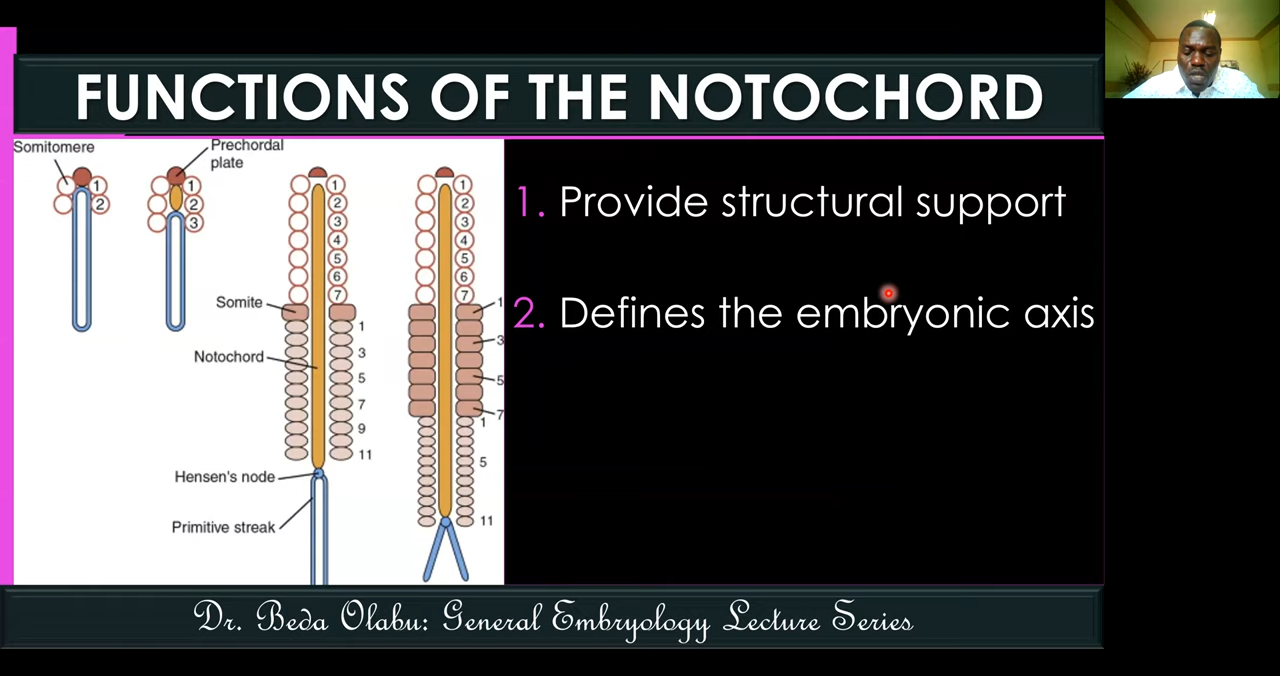 FUNCTIONS OF THE NOTOCHORD
Somitomere
Prechordal
plate
1
2
1
2
3
1
2
3
4
5
6
7
Somite
1
3
Notochord
5
7
9
11
Hensen's node
Primitive streak
1
2
3
4
5
6
7
1
3
5
7
1
5
11
1. Provide structural support
2. Defines the embryonic axis
Dr. Beda Olabu: General Embryology Lecture Series